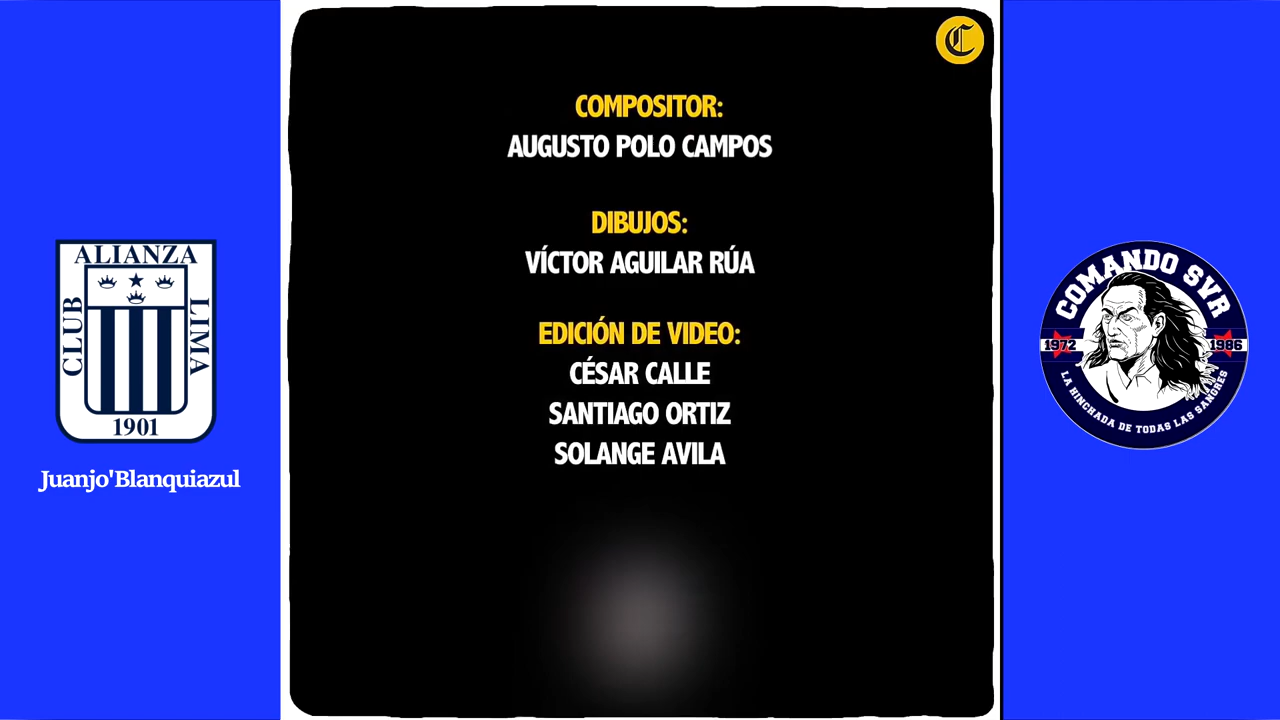 C
COMPOSITOR:
AUGUSTO POLO CAMPOS
DIBUJOS:
VÍCTOR AGUILAR RÚA
EDICIÓN DE VIDEO:
CÉSAR CALLE
SANTIAGO ORTIZ
SOLANGE AVILA
ALIANZA
CLUB
LIMA
1901
Juanjo'Blanquiazul
COMANDO SVR
1972
1986
LA HINCHADA DE TODAS LAS SANGRES